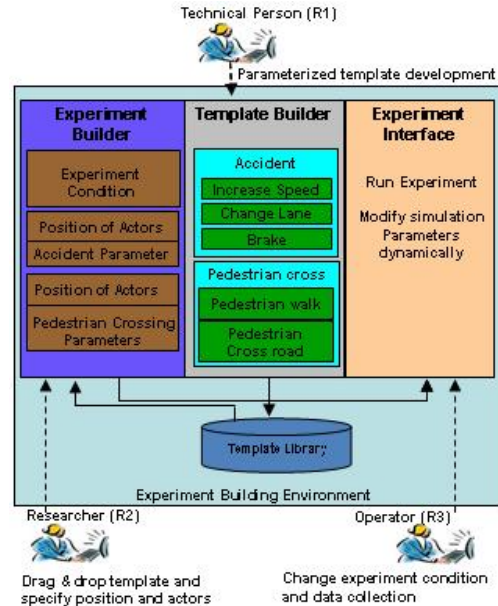 Technical Person (R1)
Parameterized template development
Experiment
Builder
Experiment
Condition
Position of Actors
Accident Parameter
Position of Actors
Pedestrian Crossing
Parameters
Template Builder
Accident
Increase Speed
Change Lane
Brake
Pedestrian cross
Pedestrian walk
Pedestrian
Cross road
Experiment
Interface
Run Experiment
Modify simulation
Parameters
dynamically
Template Library
Experiment Building Environment
Researcher (R2)
Drag & drop template and
specify position and actors
Operator (R3)
Change experiment condition
and data collection